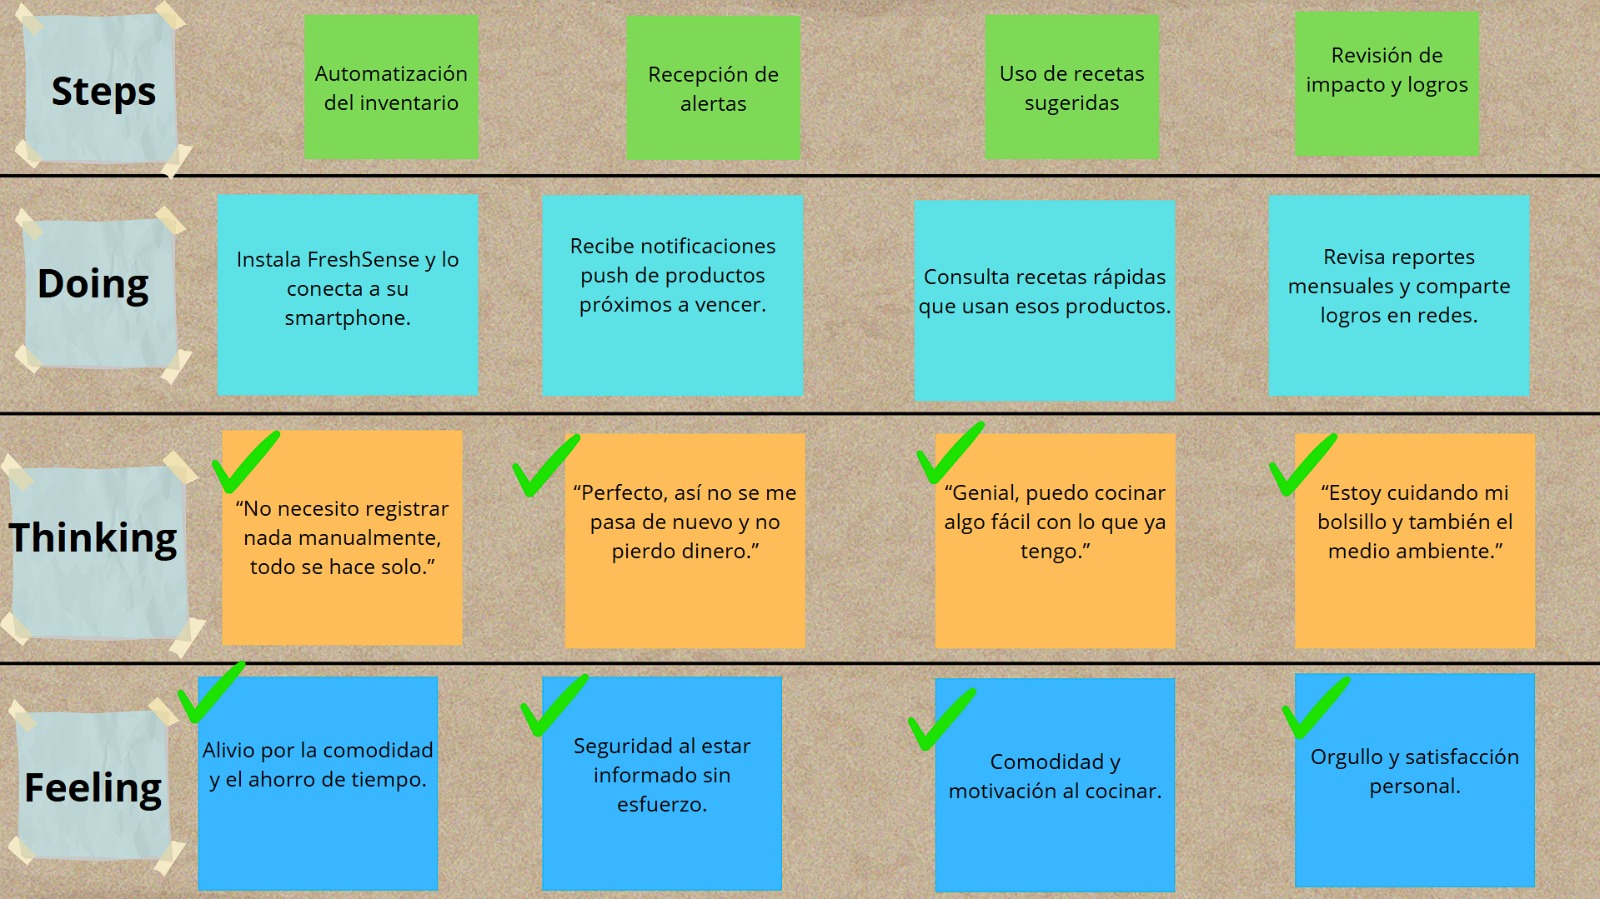 Steps
Automatización
del inventario
Recepción de
alertas
Uso de recetas
sugeridas
Revisión de
impacto y logros
Doing
Instala FreshSense y lo
conecta a su
smartphone.
Recibe notificaciones
push de productos
próximos a vencer.
Consulta recetas rápidas
que usan esos productos.
Revisa reportes
mensuales y comparte
logros en redes.
Thinking
“No necesito registrar
nada manualmente,
todo se hace solo.”
“Perfecto, así no se me
pasa de nuevo y no
pierdo dinero.”
“Genial, puedo cocinar
algo fácil con lo que ya
tengo.”
“Estoy cuidando mi
bolsillo y también el
medio ambiente.”
Feeling
Alivio por la comodidad
y el ahorro de tiempo.
Seguridad al estar
informado sin
esfuerzo.
Comodidad y
motivación al cocinar.
Orgullo y satisfacción
personal.